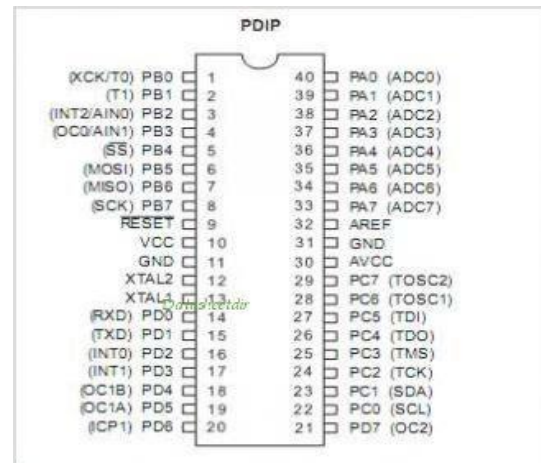 PDIP
(XCK/T0) PB0 1 40 PA0 (ADC0)
(T1) PB1 2 39 PA1 (ADC1)
(INT2/AIN0) PB2 3 38 PA2 (ADC2)
(OC0/AIN1) PB3 4 37 PA3 (ADC3)
(SS) PB4 5 36 PA4 (ADC4)
(MOSI) PB5 6 35 PA5 (ADC5)
(MISO) PB6 7 34 PA6 (ADC6)
(SCK) PB7 8 33 PA7 (ADC7)
RESET 9 32 AREF
VCC 10 31 GND
GND 11 30 AVCC
XTAL2 12 29 PC7 (TOSC2)
XTAL1 13 28 PC6 (TOSC1)
(RXD) PD0 14 27 PC5 (TDI)
(TXD) PD1 15 26 PC4 (TDO)
(INT0) PD2 16 25 PC3 (TMS)
(INT1) PD3 17 24 PC2 (TCK)
(OC1B) PD4 18 23 PC1 (SDA)
(OC1A) PD5 19 22 PC0 (SCL)
(ICP1) PD6 20 21 PD7 (OC2)